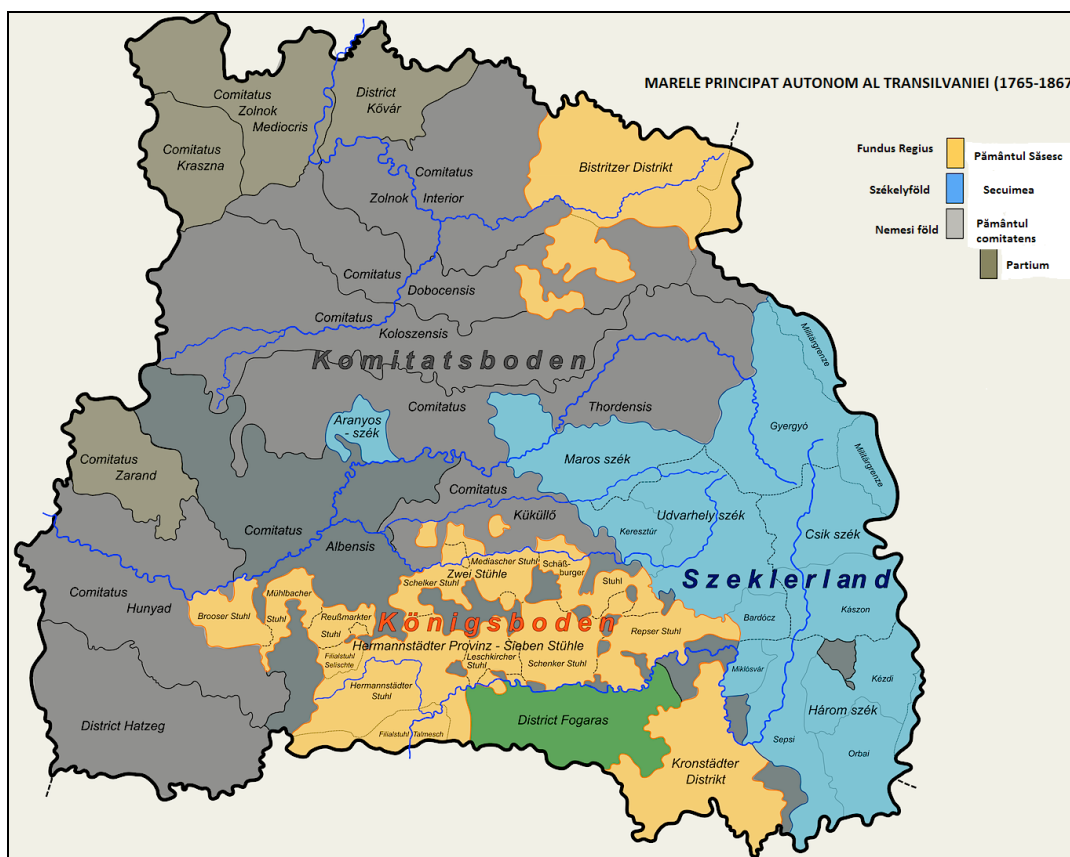 MARELE PRINCIPAT AUTONOM AL TRANSILVANIEI (1765-1867
Fundus Regius
Pământul Săsesc
Székelyföld
Secuimea
Nemesi föld
Pământul
comitatens
Partium
Comitatus
Zolnok
Mediocris
District
Kővár
Comitatus
Kraszna
Comitatus
Zolnok Interior
Bistritzer Distrikt
Comitatus
Dobocensis
Comitatus
Koloszensis
Komitatsboden
Militärgrenze
Comitatus
Thordensis
Aranyos
- szék
Gyergyó
Militärgrenze
Maros szék
Comitatus
Zarand
Comitatus
Küküllő
Udvarhely szék
Keresztúr
Csik szék
Comitatus
Albensis
Mediascher Stuhl
Zwei Stühle
Schelker Stuhl
Schäß-
burger
Stuhl
Szeklerland
Comitatus
Hunyad
Brooser Stuhl
Mühlbacher
Stuhl
Reußmarkter
Stuhl
Königsboden
Kászon
Bardócz
Repser Stuhl
Hermannstädter Provinz - Sieben Stühle
Filialstuhl
Selischte
Leschkircher
Stuhl
Schenker Stuhl
Miklósvár
Kézdi
Hermannstädter
Stuhl
Három szék
District Hatzeg
District Fogaras
Filialstuhl Talmesch
Sepsi
Orbai
Kronstädter
Distrikt